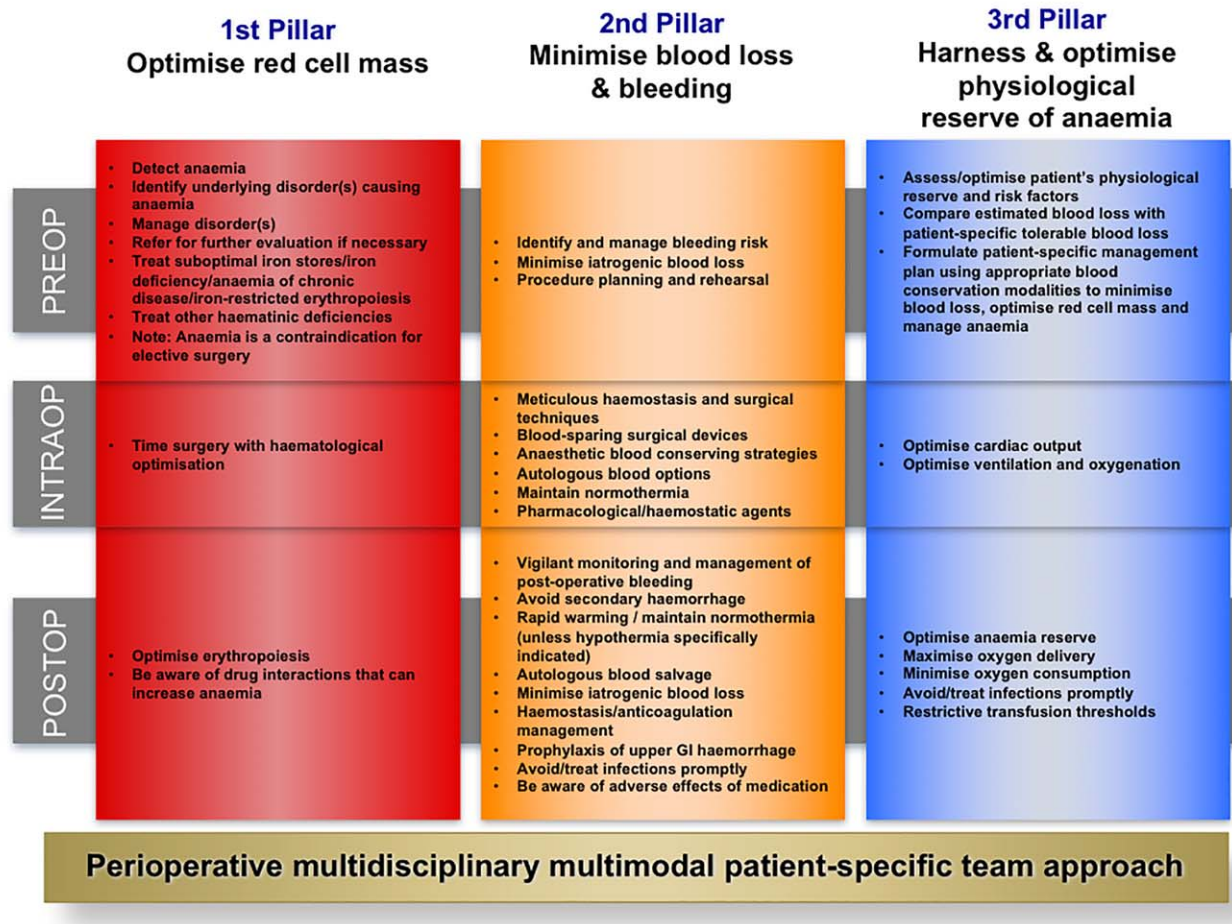 1st Pillar
Optimise red cell mass
2nd Pillar
Minimise blood loss
& bleeding
3rd Pillar
Harness & optimise
physiological
reserve of anaemia
PREOP
• Detect anaemia
• Identify underlying disorder(s) causing
anaemia
• Manage disorder(s)
• Refer for further evaluation if necessary
• Treat suboptimal iron stores/iron
deficiency/anaemia of chronic
disease/iron-restricted erythropoiesis
• Treat other haematinic deficiencies
• Note: Anaemia is a contraindication for
elective surgery
• Identify and manage bleeding risk
• Minimise iatrogenic blood loss
• Procedure planning and rehearsal
• Assess/optimise patient's physiological
reserve and risk factors
• Compare estimated blood loss with
patient-specific tolerable blood loss
• Formulate patient-specific management
plan using appropriate blood
conservation modalities to minimise
blood loss, optimise red cell mass and
manage anaemia
INTRAOP
• Time surgery with haematological
optimisation
• Meticulous haemostasis and surgical
techniques
• Blood-sparing surgical devices
• Anaesthetic blood conserving strategies
• Autologous blood options
• Maintain normothermia
• Pharmacological/haemostatic agents
• Optimise cardiac output
• Optimise ventilation and oxygenation
POSTOP
• Optimise erythropoiesis
• Be aware of drug interactions that can
increase anaemia
• Vigilant monitoring and management of
post-operative bleeding
• Avoid secondary haemorrhage
• Rapid warming / maintain normothermia
(unless hypothermia specifically
indicated)
• Autologous blood salvage
• Minimise iatrogenic blood loss
• Haemostasis/anticoagulation
management
• Prophylaxis of upper GI haemorrhage
• Avoid/treat infections promptly
• Be aware of adverse effects of medication
• Optimise anaemia reserve
• Maximise oxygen delivery
• Minimise oxygen consumption
• Avoid/treat infections promptly
• Restrictive transfusion thresholds
Perioperative multidisciplinary multimodal patient-specific team approach